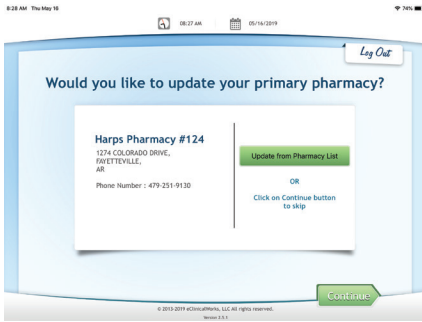 8:28 AM Thu May 16
74%
08:27 AM
05/16/2019
Log Out
Would you like to update your primary pharmacy?
Harps Pharmacy #124
1274 COLORADO DRIVE,
FAYETTEVILLE,
AR
Phone Number : 479-251-9130
Update from Pharmacy List
OR
Click on Continue button
to skip
Continue
© 2013-2019 eClinicalWorks, LLC All rights reserved.
Version 2.5.1